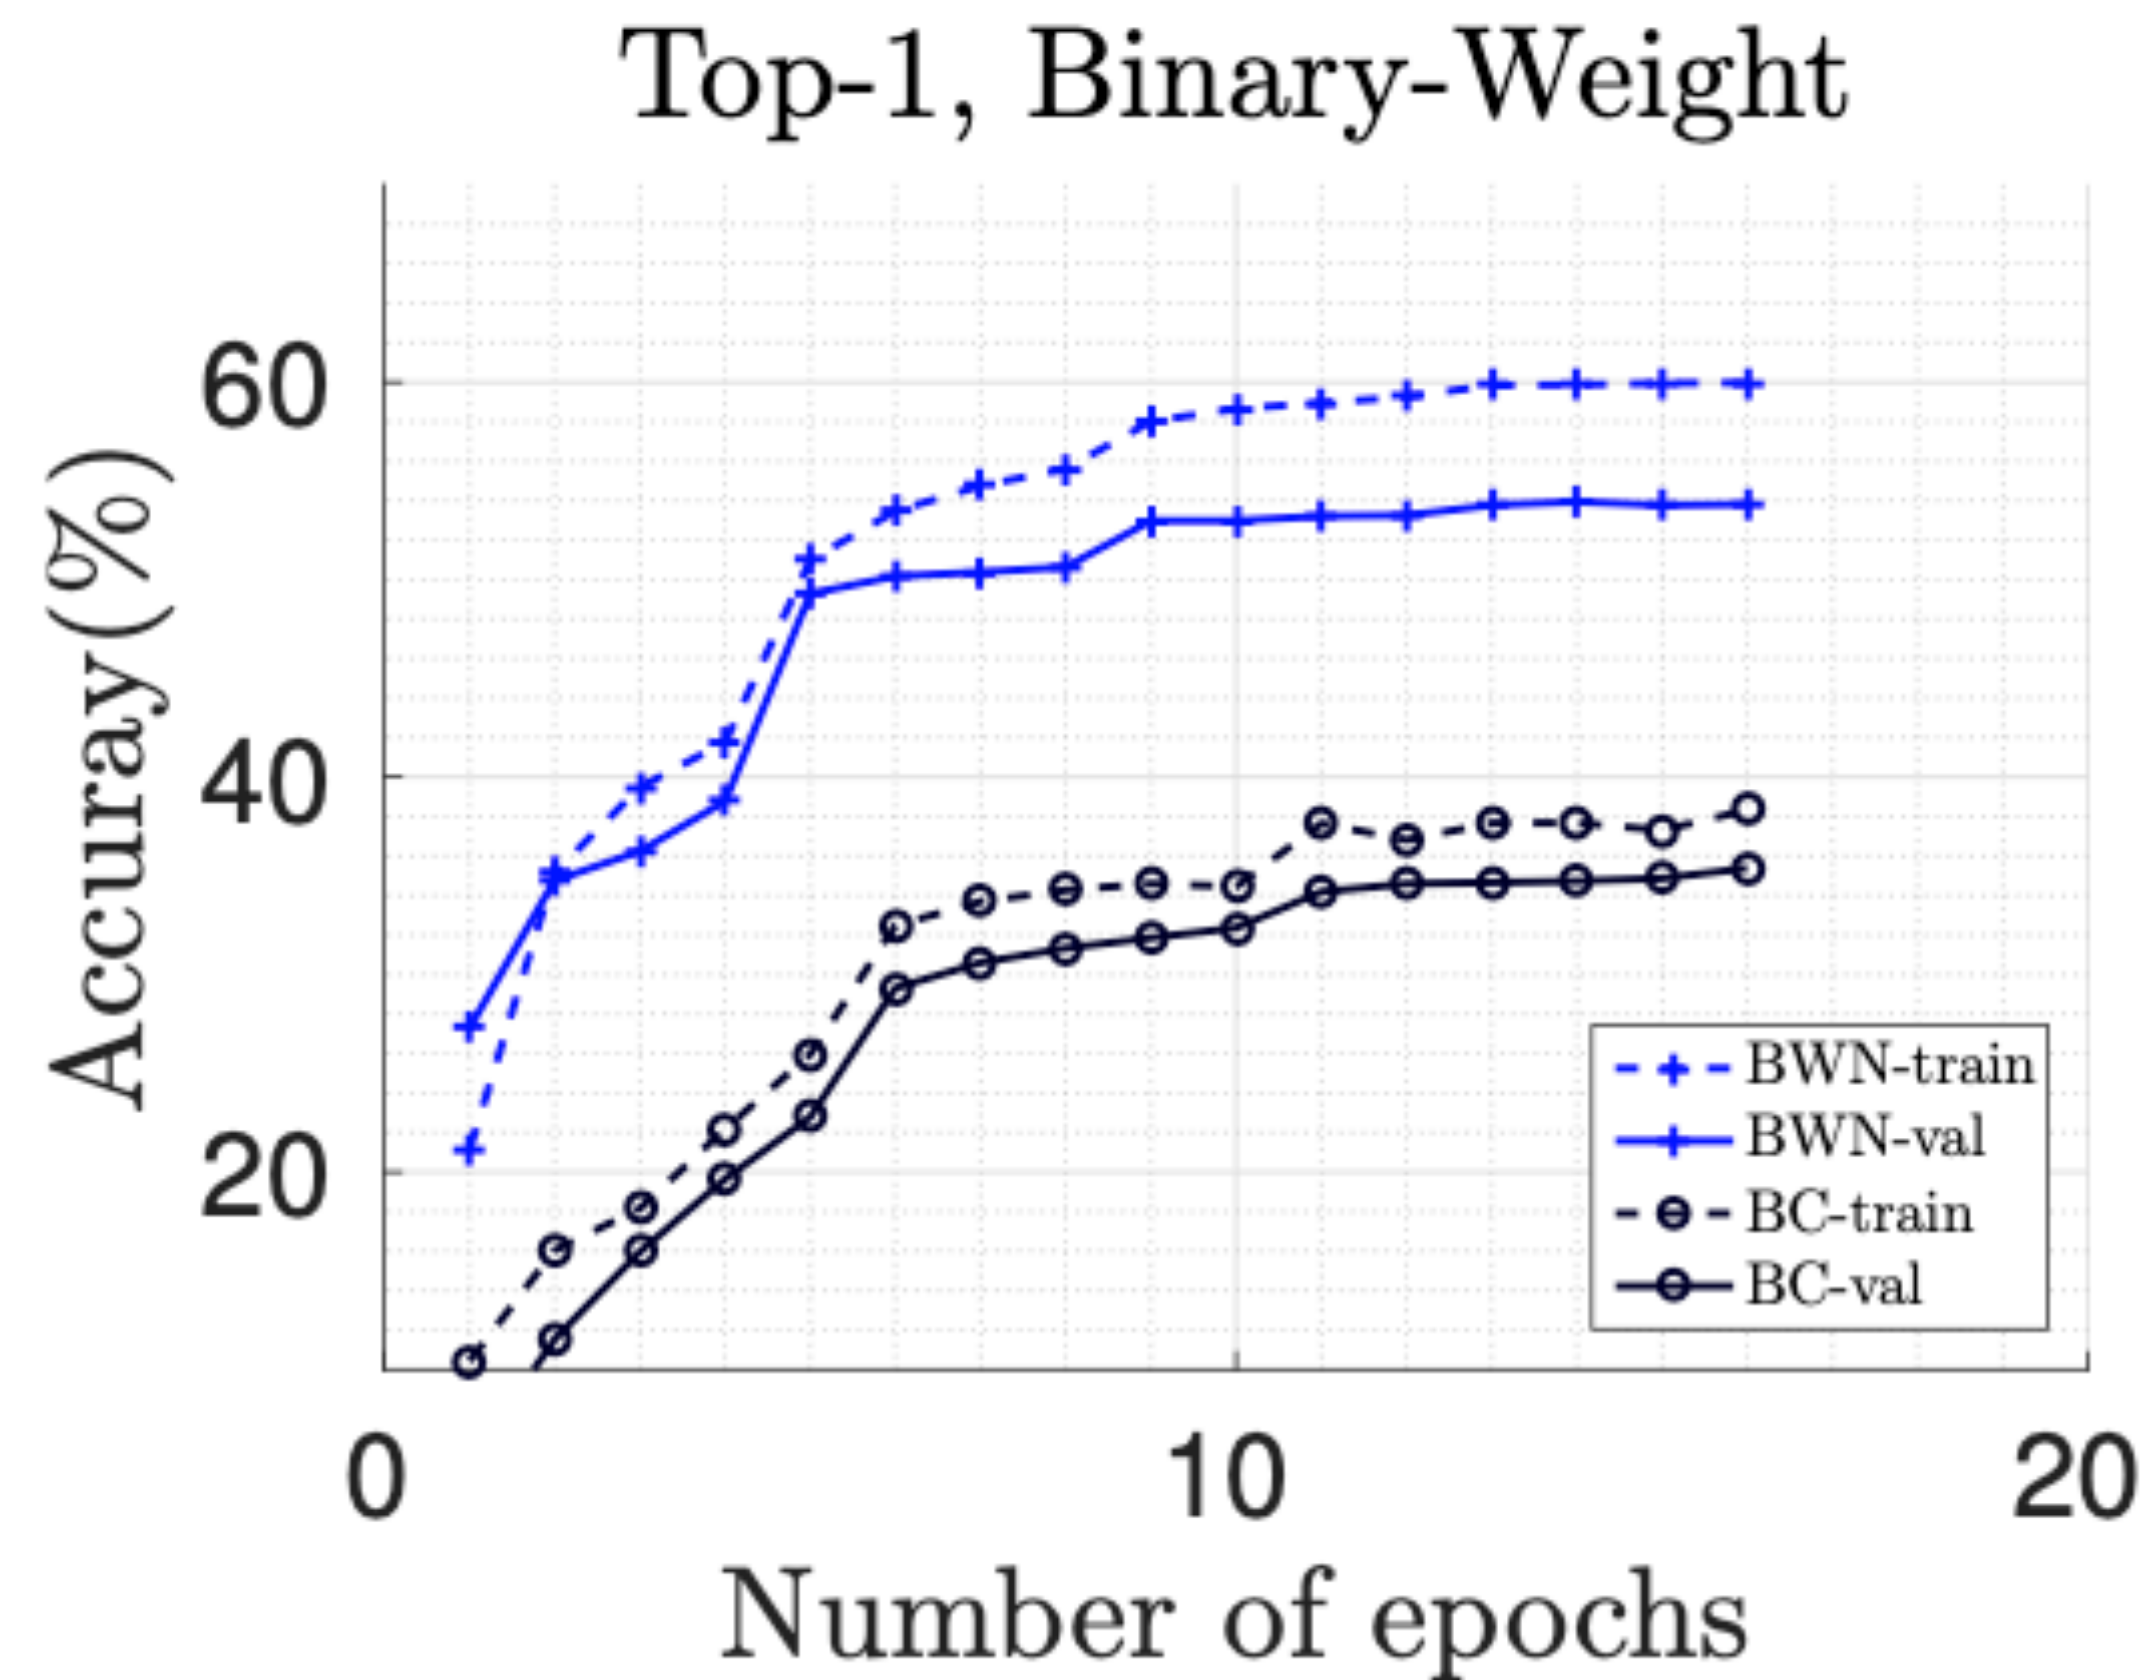 Top-1, Binary-Weight
60
40
20
Accuray(%)
0 10 20
Number of epochs
BWN-train
BWN-val
BC-train
BC-val